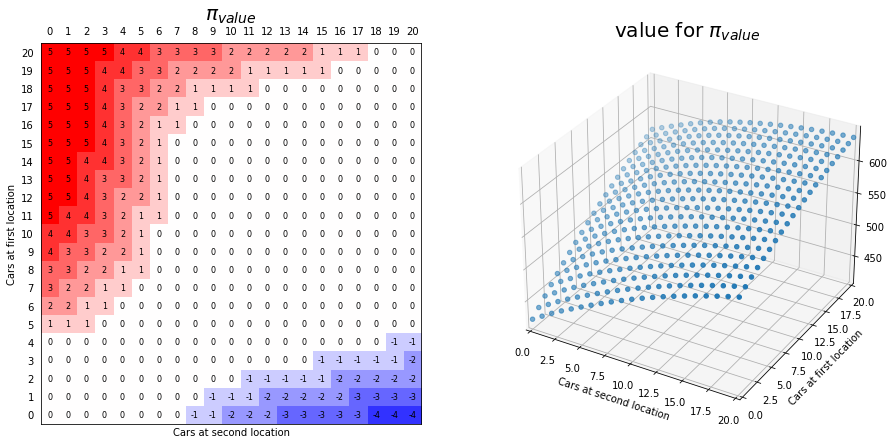 π_value
0 1 2 3 4 5 6 7 8 9 10 11 12 13 14 15 16 17 18 19 20
20 5 5 5 5 4 4 3 3 3 3 2 2 2 2 2 1 1 1 0 0 0
19 5 5 5 4 4 3 3 2 2 2 2 1 1 1 1 1 0 0 0 0 0
18 5 5 5 4 3 3 2 2 1 1 1 1 0 0 0 0 0 0 0 0 0
17 5 5 5 4 3 2 2 1 1 0 0 0 0 0 0 0 0 0 0 0 0
16 5 5 5 4 3 2 1 1 0 0 0 0 0 0 0 0 0 0 0 0 0
15 5 5 5 4 3 2 1 0 0 0 0 0 0 0 0 0 0 0 0 0 0
14 5 5 4 4 3 2 1 0 0 0 0 0 0 0 0 0 0 0 0 0 0
13 5 5 4 3 3 2 1 0 0 0 0 0 0 0 0 0 0 0 0 0 0
12 5 5 4 3 2 2 1 0 0 0 0 0 0 0 0 0 0 0 0 0 0
11 5 4 4 3 2 1 1 0 0 0 0 0 0 0 0 0 0 0 0 0 0
10 4 4 3 3 2 1 0 0 0 0 0 0 0 0 0 0 0 0 0 0 0
9 4 3 3 2 2 1 0 0 0 0 0 0 0 0 0 0 0 0 0 0 0
8 3 3 2 2 1 1 0 0 0 0 0 0 0 0 0 0 0 0 0 0 0
7 3 2 2 1 1 0 0 0 0 0 0 0 0 0 0 0 0 0 0 0 0
6 2 2 1 1 0 0 0 0 0 0 0 0 0 0 0 0 0 0 0 0 0
5 1 1 1 0 0 0 0 0 0 0 0 0 0 0 0 0 0 0 0 0 0
4 0 0 0 0 0 0 0 0 0 0 0 0 0 0 0 0 0 0 0 -1 -1
3 0 0 0 0 0 0 0 0 0 0 0 0 0 0 0 -1 -1 -1 -1 -1 -2
2 0 0 0 0 0 0 0 0 0 0 0 -1 -1 -1 -1 -1 -2 -2 -2 -2 -2
1 0 0 0 0 0 0 0 0 0 -1 -1 -1 -2 -2 -2 -2 -2 -3 -3 -3 -3
0 0 0 0 0 0 0 0 0 -1 -1 -2 -2 -2 -3 -3 -3 -3 -3 -4 -4 -4
Cars at first location
Cars at second location
value for π_value
600
550
500
450
0.0 2.5 5.0 7.5 10.0 12.5 15.0 17.5 20.0
Cars at second location
0.0 2.5 5.0 7.5 10.0 12.5 15.0 17.5 20.0
Cars at first location